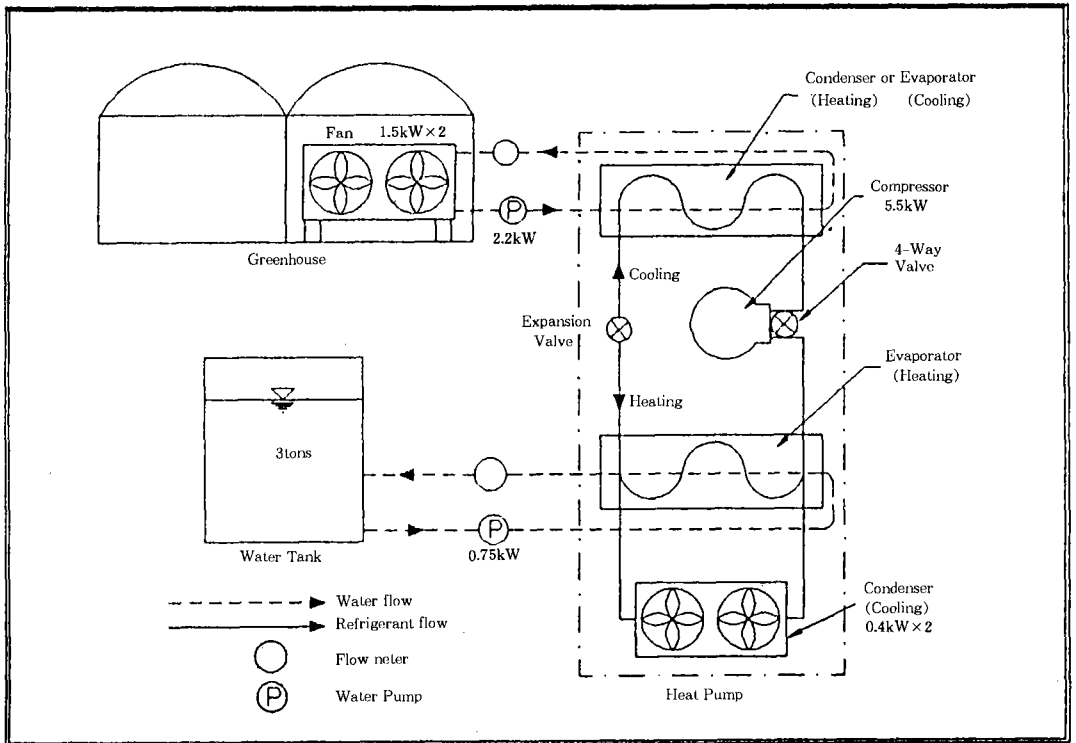 Condenser or Evaporator
(Heating) (Cooling)
Fan 1.5kW×2
Compressor
5.5kW
P
2.2kW
4-Way
Valve
Greenhouse
Cooling
Expansion
Valve
Evaporator
(Heating)
Heating
3tons
P
0.75kW
Water Tank
Condenser
(Cooling)
0.4kW×2
Water flow
Refrigerant flow
Flow neter
P Water Pump
Heat Pump